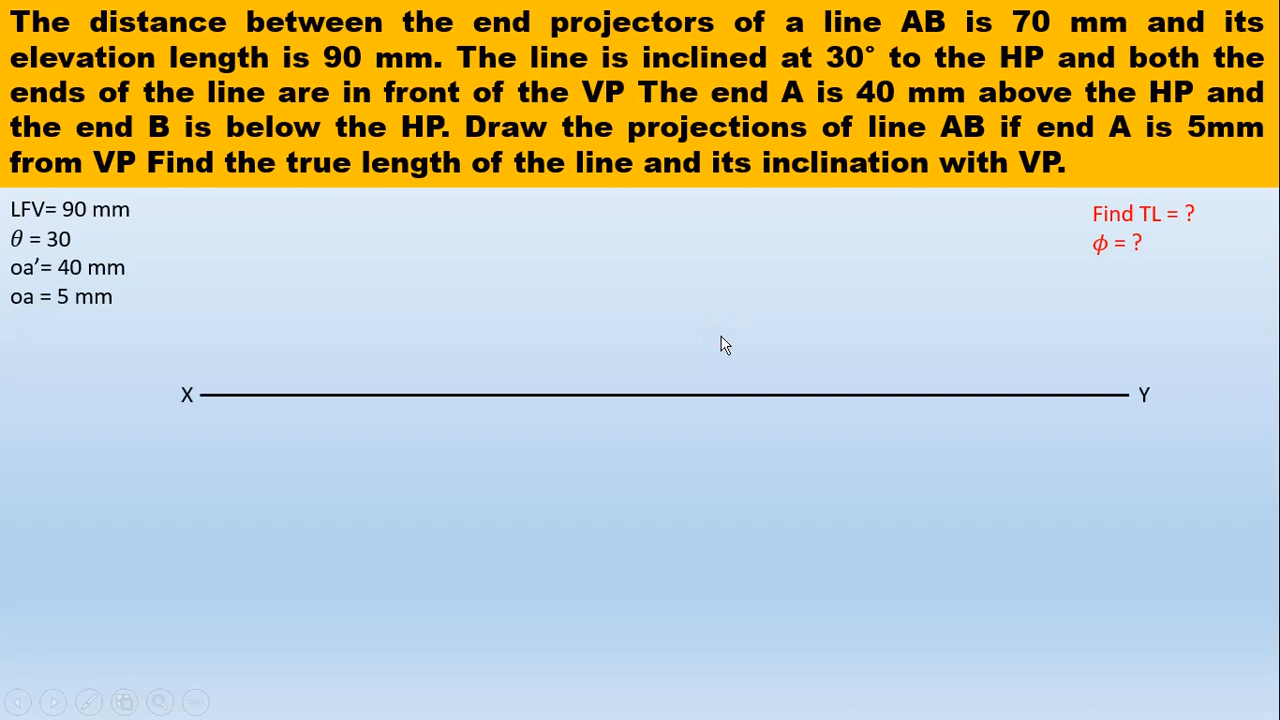 The distance between the end projectors of a line AB is 70 mm and its
elevation length is 90 mm. The line is inclined at 30° to the HP and both the
ends of the line are in front of the VP The end A is 40 mm above the HP and
the end B is below the HP. Draw the projections of line AB if end A is 5mm
from VP Find the true length of the line and its inclination with VP.
LFV= 90 mm
θ = 30
oa’= 40 mm
oa = 5 mm
Find TL = ?
ϕ = ?
X
Y